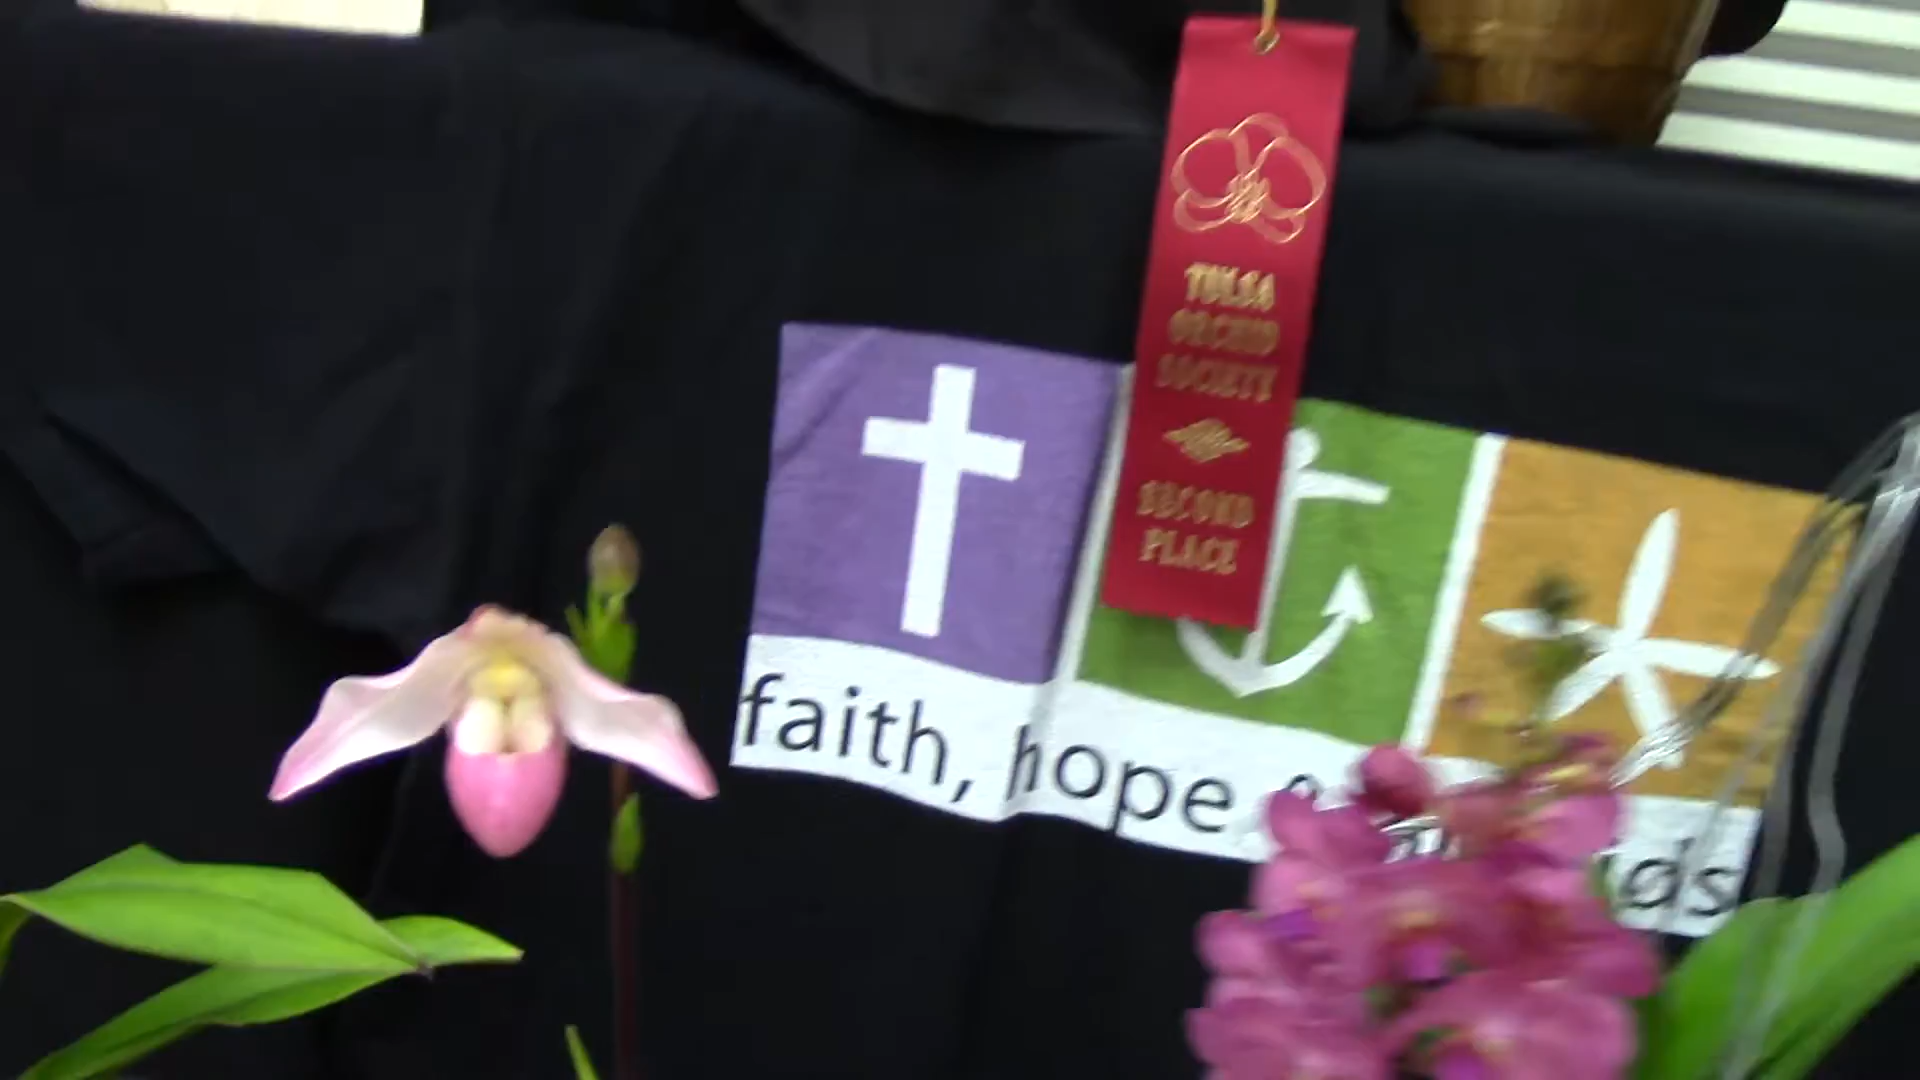 TULSA
ORCHID
SOCIETY
SECOND
PLACE
faith, hope